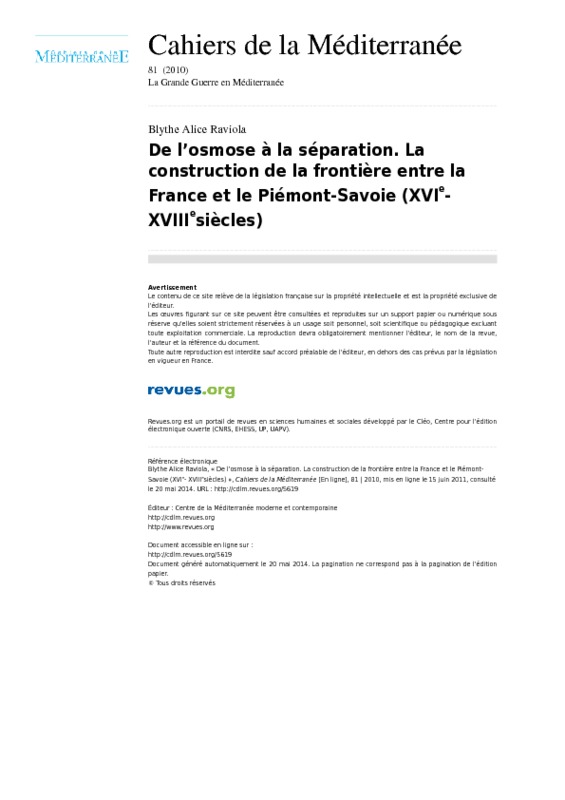 Cahiers de la
MÉDITERRANÉE
Cahiers de la Méditerranée
81 (2010)
La Grande Guerre en Méditerranée
Blythe Alice Raviola
De l’osmose à la séparation. La
construction de la frontière entre la
France et le Piémont-Savoie (XVIe-
XVIIIesiècles)
Avertissement
Le contenu de ce site relève de la législation française sur la propriété intellectuelle et est la propriété exclusive de
l'éditeur.
Les œuvres figurant sur ce site peuvent être consultées et reproduites sur un support papier ou numérique sous
réserve qu'elles soient strictement réservées à un usage soit personnel, soit scientifique ou pédagogique excluant
toute exploitation commerciale. La reproduction devra obligatoirement mentionner l'éditeur, le nom de la revue,
l'auteur et la référence du document.
Toute autre reproduction est interdite sauf accord préalable de l'éditeur, en dehors des cas prévus par la législation
en vigueur en France.
revues.org
Revues.org est un portail de revues en sciences humaines et sociales développé par le Cléo, Centre pour l'édition
électronique ouverte (CNRS, EHESS, UP, UAPV).
Référence électronique
Blythe Alice Raviola, « De l’osmose à la séparation. La construction de la frontière entre la France et le Piémont-
Savoie (XVIe- XVIIIesiècles) », Cahiers de la Méditerranée [En ligne], 81 | 2010, mis en ligne le 15 juin 2011, consulté
le 20 mai 2014. URL : http://cdlm.revues.org/5619
Éditeur : Centre de la Méditerranée moderne et contemporaine
http://cdlm.revues.org
http://www.revues.org
Document accessible en ligne sur :
http://cdlm.revues.org/5619
Document généré automatiquement le 20 mai 2014. La pagination ne correspond pas à la pagination de l'édition
papier.
© Tous droits réservés